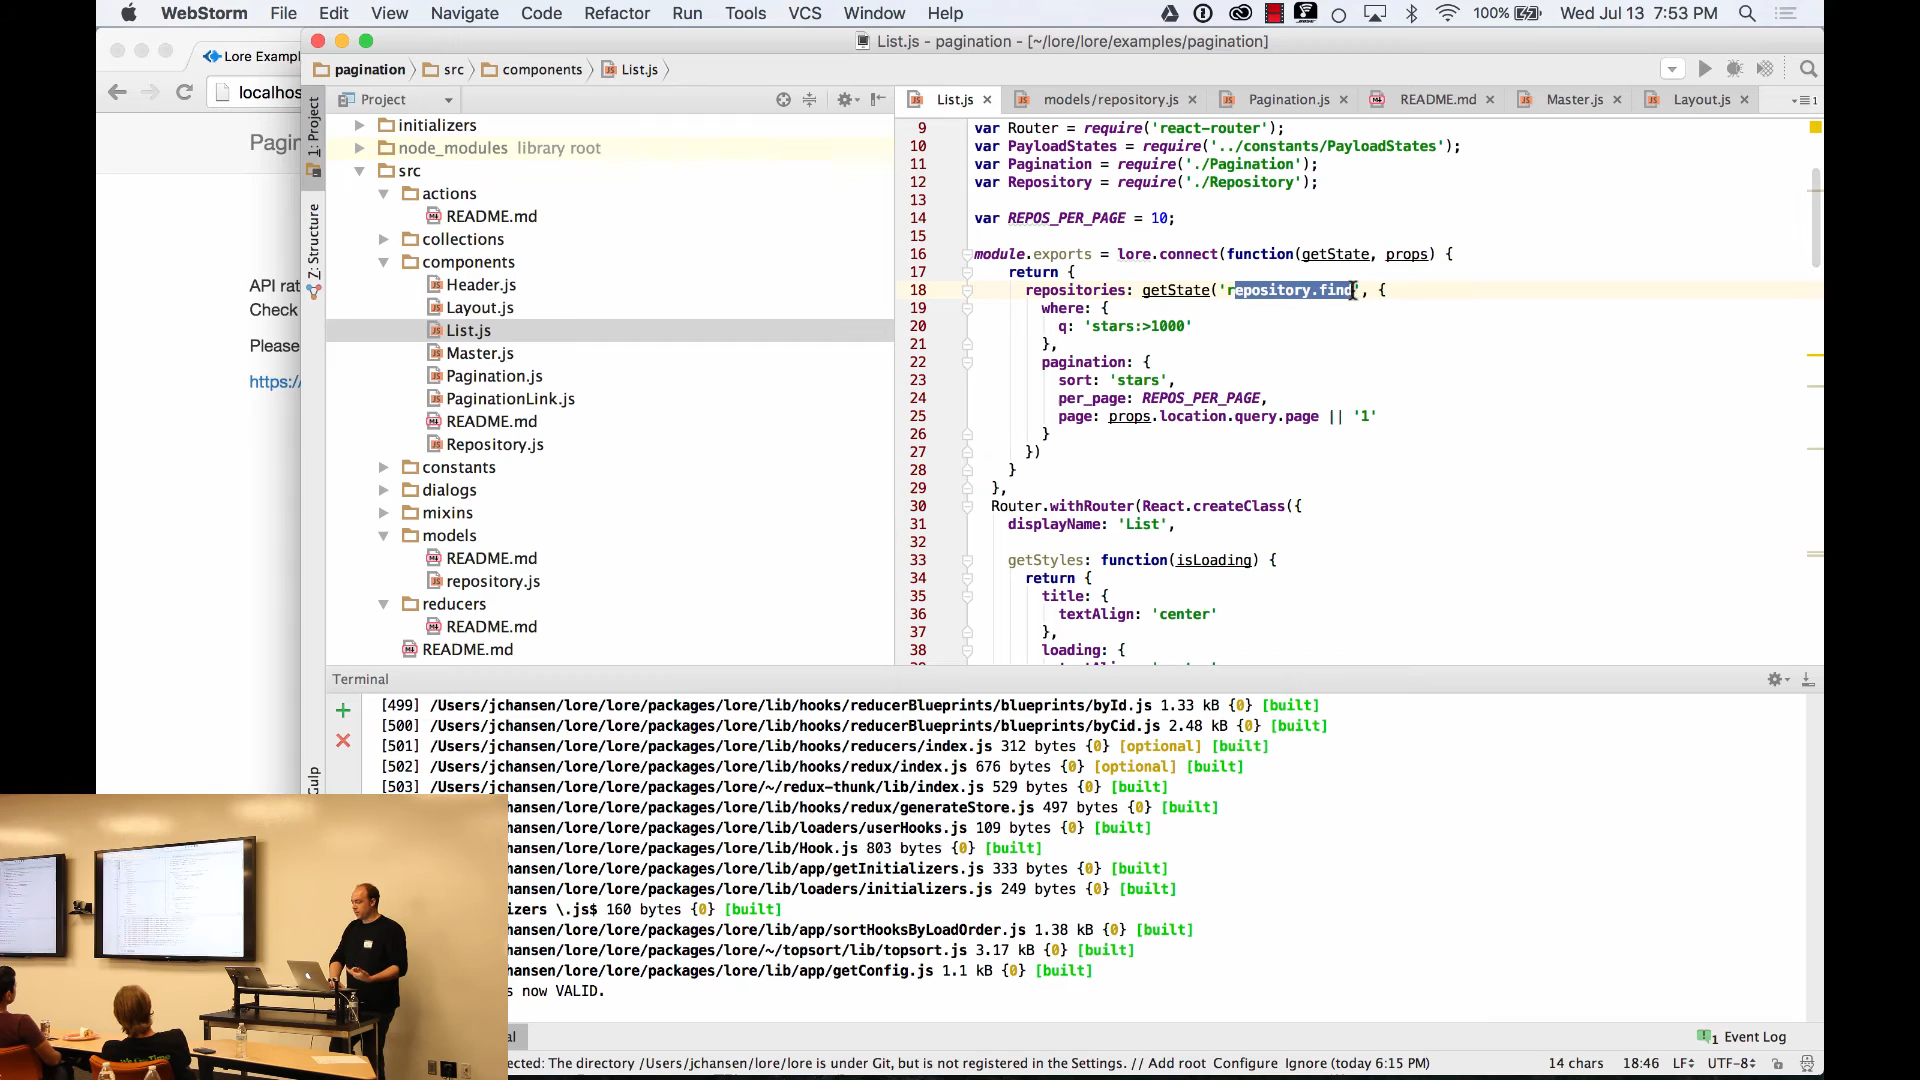 WebStorm File Edit View Navigate Code Refactor Run Tools VCS Window Help 100% Wed Jul 13 7:53 PM
List.js - pagination - [~/lore/lore/examples/pagination]
Lore Examp
localhos
Pagin
API rat
Check
Please
https:/
pagination src components List.js
Project
1: Project
Z: Structure
Gulp
initializers
node_modules library root
src
actions
README.md
collections
components
Header.js
Layout.js
List.js
Master.js
Pagination.js
PaginationLink.js
README.md
Repository.js
constants
dialogs
mixins
models
README.md
repository.js
reducers
README.md
README.md
List.js models/repository.js Pagination.js README.md Master.js Layout.js
9 var Router = require('react-router');
10 var PayloadStates = require('../constants/PayloadStates');
11 var Pagination = require('./Pagination');
12 var Repository = require('./Repository');
13
14 var REPOS_PER_PAGE = 10;
15
16 module.exports = lore.connect(function(getState, props) {
17 return {
18 repositories: getState('repository.find', {
19 where: {
20 q: 'stars:>1000'
21 },
22 pagination: {
23 sort: 'stars',
24 per_page: REPOS_PER_PAGE,
25 page: props.location.query.page || '1'
26 }
27 })
28 }
29 },
30 Router.withRouter(React.createClass({
31 displayName: 'List',
32
33 getStyles: function(isLoading) {
34 return {
35 title: {
36 textAlign: 'center'
37 },
38 loading: {
Terminal
[499] /Users/jchansen/lore/lore/packages/lore/lib/hooks/reducerBlueprints/blueprints/byId.js 1.33 kB {0} [built]
[500] /Users/jchansen/lore/lore/packages/lore/lib/hooks/reducerBlueprints/blueprints/byCid.js 2.48 kB {0} [built]
[501] /Users/jchansen/lore/lore/packages/lore/lib/hooks/reducers/index.js 312 bytes {0} [optional] [built]
[502] /Users/jchansen/lore/lore/packages/lore/lib/hooks/redux/index.js 676 bytes {0} [optional] [built]
[503] /Users/jchansen/lore/lore/packages/lore/~/redux-thunk/lib/index.js 529 bytes {0} [built]
hansen/lore/lore/packages/lore/lib/hooks/redux/generateStore.js 497 bytes {0} [built]
hansen/lore/lore/packages/lore/lib/loaders/userHooks.js 109 bytes {0} [built]
hansen/lore/lore/packages/lore/lib/Hook.js 803 bytes {0} [built]
hansen/lore/lore/packages/lore/lib/app/getInitializers.js 333 bytes {0} [built]
hansen/lore/lore/packages/lore/lib/loaders/initializers.js 249 bytes {0} [built]
izers \.js$ 160 bytes {0} [built]
hansen/lore/lore/packages/lore/lib/app/sortHooksByLoadOrder.js 1.38 kB {0} [built]
hansen/lore/lore/packages/lore/~/topsort/lib/topsort.js 3.17 kB {0} [built]
hansen/lore/lore/packages/lore/lib/app/getConfig.js 1.1 kB {0} [built]
s now VALID.
al
1 Event Log
ected: The directory /Users/jchansen/lore/lore is under Git, but is not registered in the Settings. // Add root Configure Ignore (today 6:15 PM) 14 chars 18:46 LF UTF-8